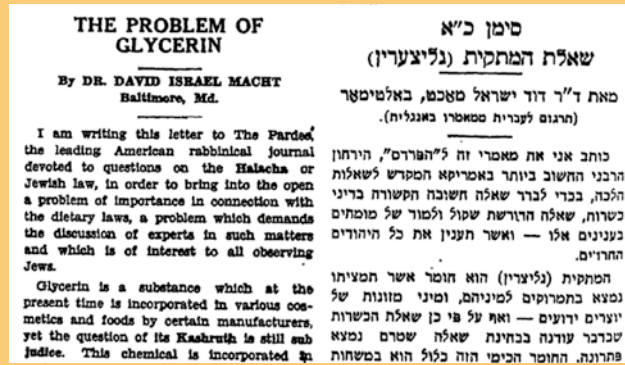 THE PROBLEM OF
GLYCERIN
By DR. DAVID ISRAEL MACHT
Baltimore, Md.
I am writing this letter to The Pardes,
the leading American rabbinical journal
devoted to questions on the Halacha or
Jewish law, in order to bring into the open
a problem of importance in connection with
the dietary laws, a problem which demands
the discussion of experts in such matters
and which is of interest to all observing
Jews.
Glycerin is a substance which at the
present time is incorporated in various cos-
metics and foods by certain manufacturers,
yet the question of its Kashruth is still sub
judice. This chemical is incorporated in
סימן כ"א
שאלת המתקית (גליצערין)
מאת ד"ר דוד ישראל מאכט, באלטימאר
(תרגום לעברית ממאמרו באנגלית).
כותב אני את מאמרי זה ל"הפרדס", הירחון
הרבני החשוב ביותר באמריקא המקדש לשאלות
הלכה, בכדי לברר שאלה חשובה הקשורה בדיני
כשרות, שאלה הדורשת שקול ולמוד של מומחים
בענינים אלו — ואשר תענין את כל היהודים
החרדים.
המתקית (גליצרין) הוא חומר אשר תמציתו
נמצא בתמרוקים למיניהם, ומיני מזונות של
יוצרים ידועים — ואף על פי כן שאלת הכשרות
שבדבר עודנה בבחינת שאלה שטרם נמצא
פתרונה. החומר הכימי הזה כלול הוא במשחות